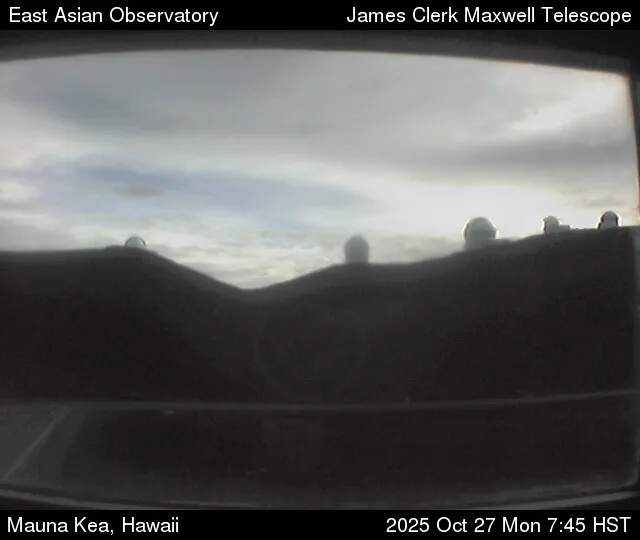 East Asian Observatory
James Clerk Maxwell Telescope
Mauna Kea, Hawaii
2025 Oct 27 Mon 7:45 HST